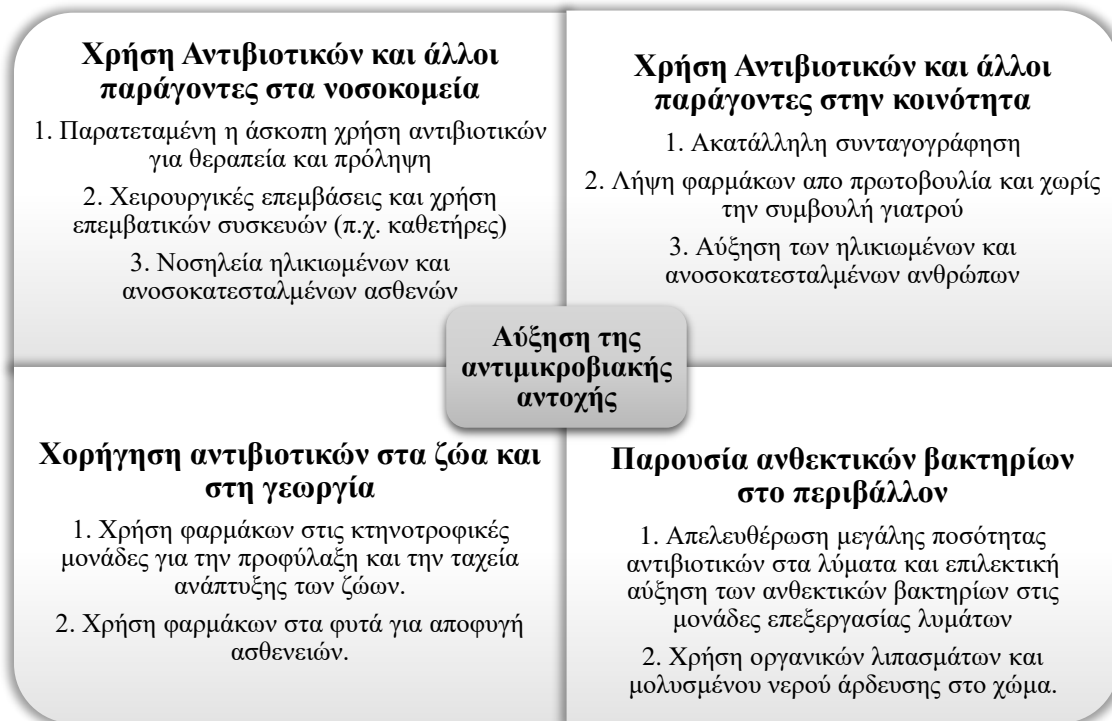 Χρήση Αντιβιοτικών και άλλοι
παράγοντες στα νοσοκομεία
1. Παρατεταμένη η άσκοπη χρήση αντιβιοτικών
για θεραπεία και πρόληψη
2. Χειρουργικές επεμβάσεις και χρήση
επεμβατικών συσκευών (π.χ. καθετήρες)
3. Νοσηλεία ηλικιωμένων και
ανοσοκατεσταλμένων ασθενών
Χρήση Αντιβιοτικών και άλλοι
παράγοντες στην κοινότητα
1. Ακατάλληλη συνταγογράφηση
2. Λήψη φαρμάκων απο πρωτοβουλία και χωρίς
την συμβουλή γιατρού
3. Αύξηση των ηλικιωμένων και
ανοσοκατεσταλμένων ανθρώπων
Αύξηση της
αντιμικροβιακής
αντοχής
Χορήγηση αντιβιοτικών στα ζώα και
στη γεωργία
1. Χρήση φαρμάκων στις κτηνοτροφικές
μονάδες για την προφύλαξη και την ταχεία
ανάπτυξης των ζώων.
2. Χρήση φαρμάκων στα φυτά για αποφυγή
ασθενειών.
Παρουσία ανθεκτικών βακτηρίων
στο περιβάλλον
1. Απελευθέρωση μεγάλης ποσότητας
αντιβιοτικών στα λύματα και επιλεκτική
αύξηση των ανθεκτικών βακτηρίων στις
μονάδες επεξεργασίας λυμάτων
2. Χρήση οργανικών λιπασμάτων και
μολυσμένου νερού άρδευσης στο χώμα.